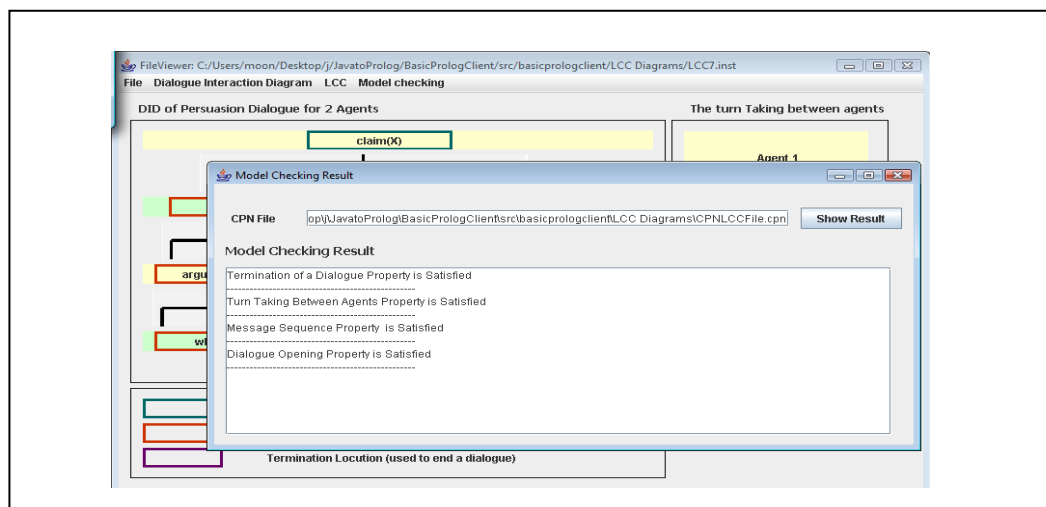 FileViewer: C:/Users/moon/Desktop/j/JavatoProlog/BasicPrologClient/src/basicprologclient/LCC Diagrams/LCC7.inst
File Dialogue Interaction Diagram LCC Model checking
DID of Persuasion Dialogue for 2 Agents
The turn Taking between agents
claim(X)
Agent 1
Model Checking Result
CPN File
op\j\JavatoProlog\BasicPrologClient\src\basicprologclient\LCC Diagrams\CPNLCCFile.cpn
Show Result
Model Checking Result
Termination of a Dialogue Property is Satisfied
-------------------------------------------------
Turn Taking Between Agents Property is Satisfied
-------------------------------------------------
Message Sequence Property is Satisfied
-------------------------------------------------
Dialogue Opening Property is Satisfied
-------------------------------------------------
argu
wh
Termination Locution (used to end a dialogue)